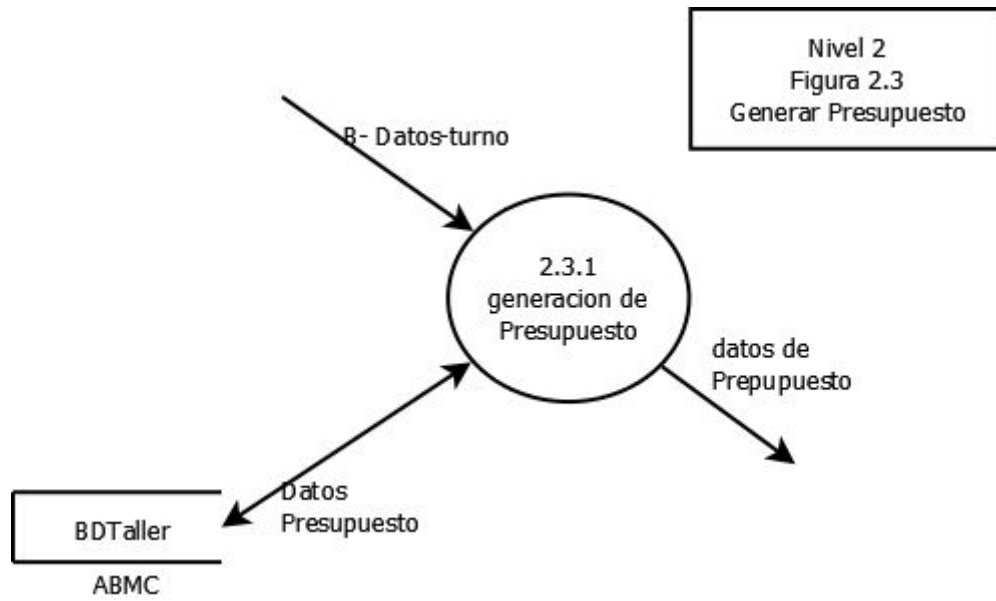 Nivel 2
Figura 2.3
Generar Presupuesto
B- Datos-turno
2.3.1
generacion de
Presupuesto
datos de
Prepupuesto
Datos
Presupuesto
BDTaller
ABMC